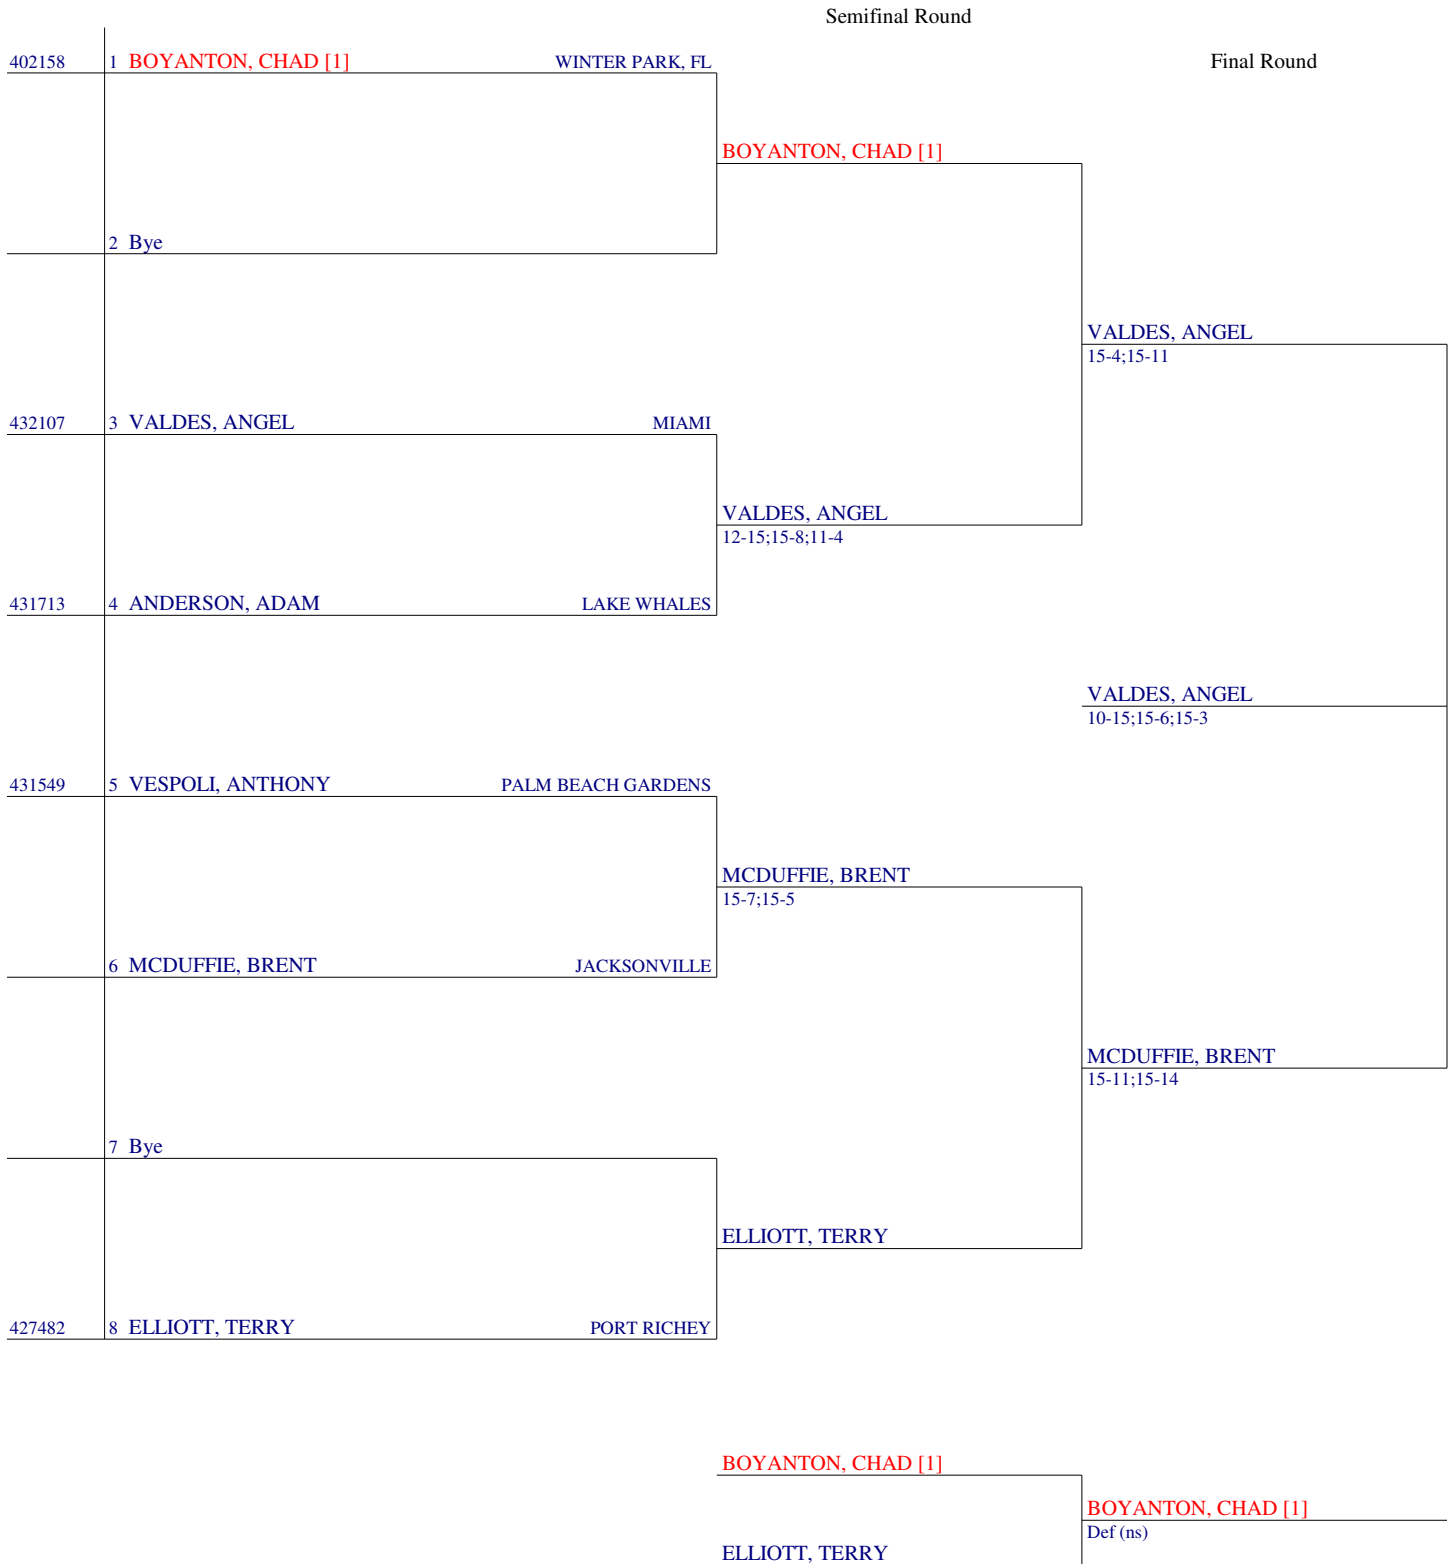 Semifinal Round
Final Round
402158 1 BOYANTON, CHAD [1] WINTER PARK, FL
BOYANTON, CHAD [1]
2 Bye
VALDES, ANGEL
15-4;15-11
432107 3 VALDES, ANGEL MIAMI
VALDES, ANGEL
12-15;15-8;11-4
431713 4 ANDERSON, ADAM LAKE WHALES
VALDES, ANGEL
10-15;15-6;15-3
431549 5 VESPOLI, ANTHONY PALM BEACH GARDENS
MCDUFFIE, BRENT
15-7;15-5
6 MCDUFFIE, BRENT JACKSONVILLE
MCDUFFIE, BRENT
15-11;15-14
7 Bye
ELLIOTT, TERRY
427482 8 ELLIOTT, TERRY PORT RICHEY
BOYANTON, CHAD [1]
BOYANTON, CHAD [1]
Def (ns)
ELLIOTT, TERRY